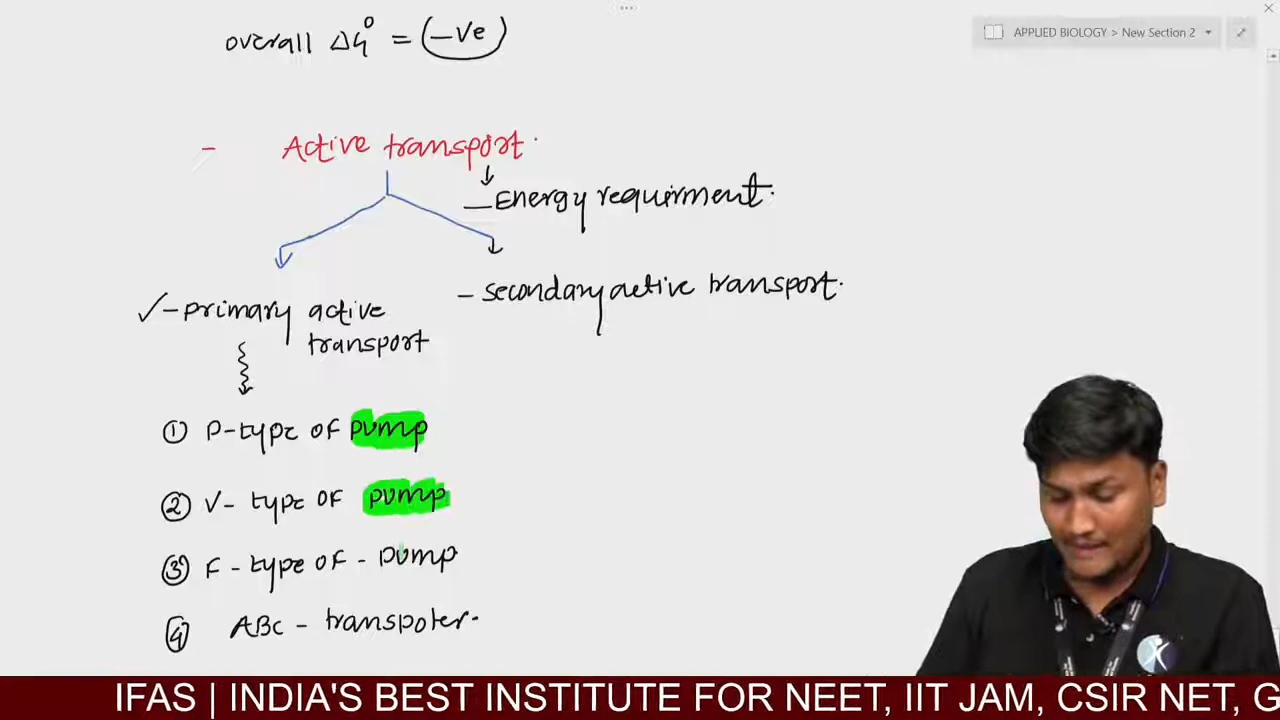 overall ΔG° = (-ve)
APPLIED BIOLOGY > New Section 2
- Active transport.
- Energy requirment.
- secondary active transport.
✓ - primary active
transport
① P-type of pump
② V- type of pump
③ F - type of - pump
④ ABC - transpoter.
IFAS | INDIA'S BEST INSTITUTE FOR NEET, IIT JAM, CSIR NET, G